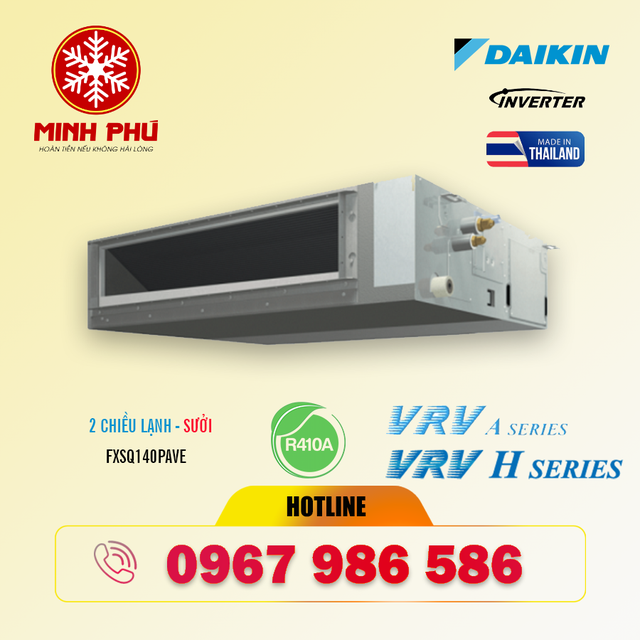 MINH PHÚ
HOÀN TIỀN NẾU KHÔNG HÀI LÒNG
DAIKIN
INVERTER
MADE IN
THAILAND
2 CHIỀU LẠNH - SƯỞI
FXSQ140PAVE
R410A
VRV A SERIES
VRV H SERIES
HOTLINE
0967 986 586